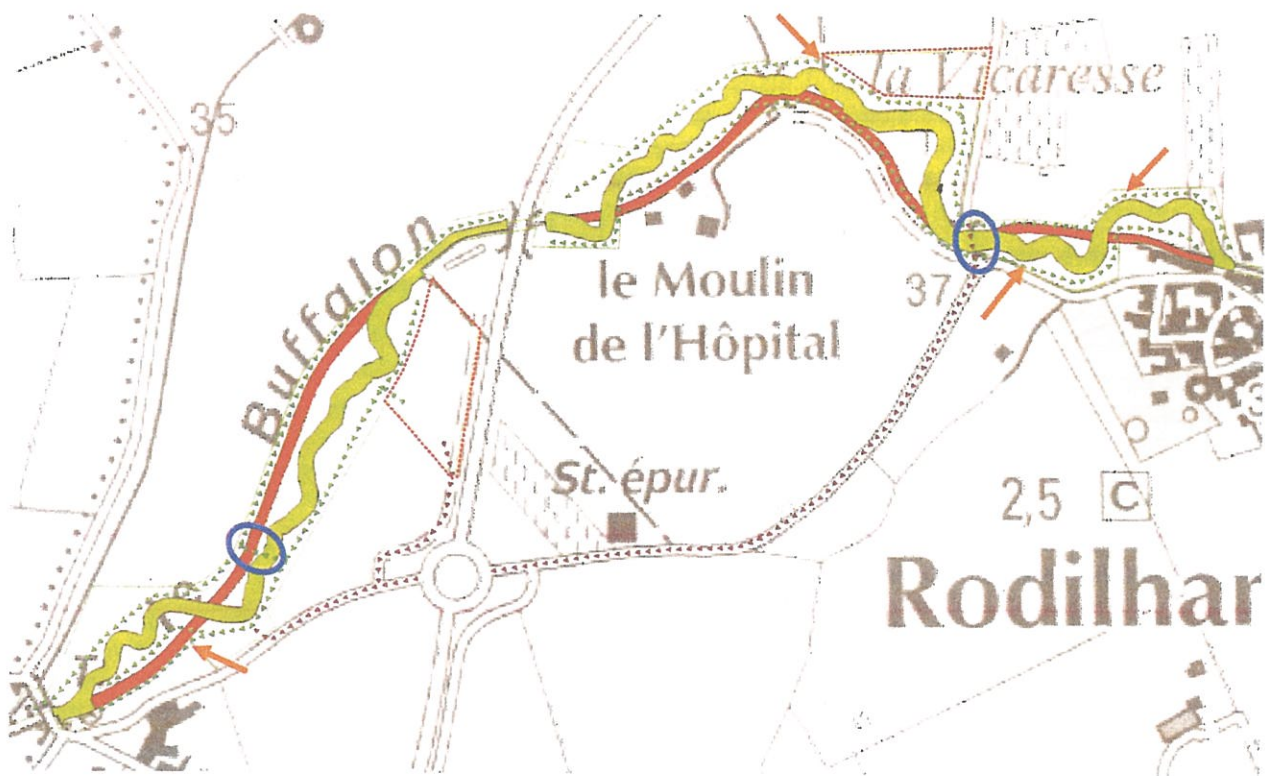 35
la Vicaresse
Buffalon
le Moulin
de l'Hôpital
37
St. épur.
2,5 C
Rodilhan